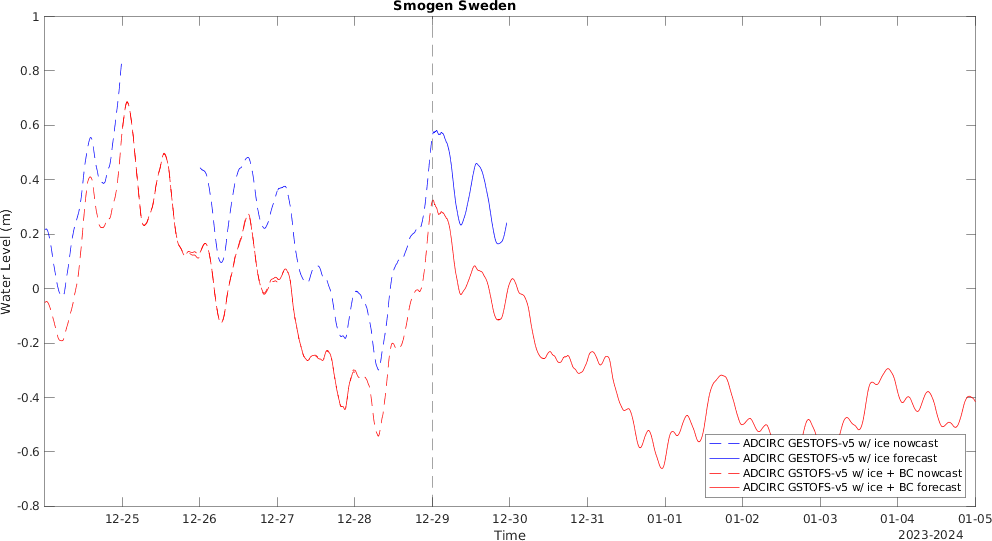 Smogen Sweden
1
0.8
0.6
0.4
0.2
0
-0.2
-0.4
-0.6
-0.8
Water Level (m)
ADCIRC GESTOFS-v5 w/ ice nowcast
ADCIRC GESTOFS-v5 w/ ice forecast
ADCIRC GSTOFS-v5 w/ ice + BC nowcast
ADCIRC GSTOFS-v5 w/ ice + BC forecast
12-25 12-26 12-27 12-28 12-29 12-30 12-31 01-01 01-02 01-03 01-04 01-05
Time
2023-2024